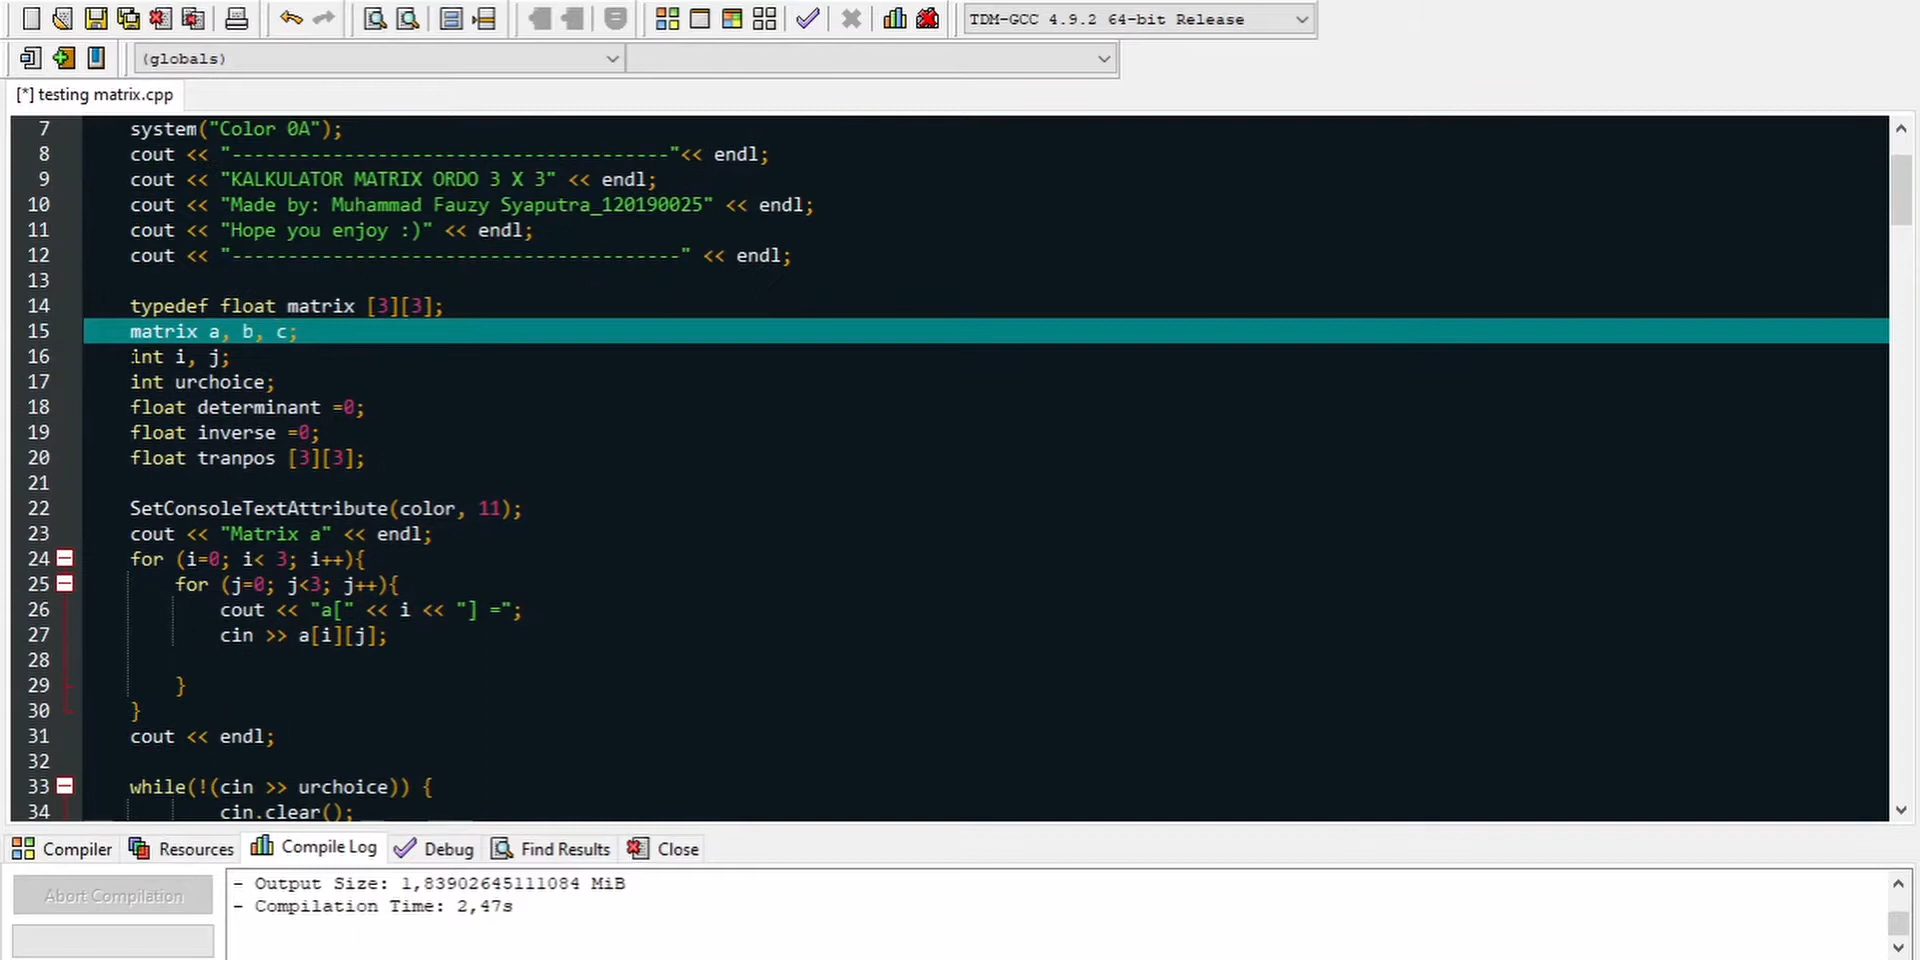 TDM-GCC 4.9.2 64-bit Release
(globals)
[*] testing matrix.cpp
7 system("Color 0A");
8 cout << "---------------------------------------"<< endl;
9 cout << "KALKULATOR MATRIX ORDO 3 X 3" << endl;
10 cout << "Made by: Muhammad Fauzy Syaputra_120190025" << endl;
11 cout << "Hope you enjoy :)" << endl;
12 cout << "----------------------------------------" << endl;
13
14 typedef float matrix [3][3];
15 matrix a, b, c;
16 int i, j;
17 int urchoice;
18 float determinant =0;
19 float inverse =0;
20 float tranpos [3][3];
21
22 SetConsoleTextAttribute(color, 11);
23 cout << "Matrix a" << endl;
24 for (i=0; i< 3; i++){
25 for (j=0; j<3; j++){
26 cout << "a[" << i << "] =";
27 cin >> a[i][j];
28
29 }
30 }
31 cout << endl;
32
33 while(!(cin >> urchoice)) {
34 cin.clear();
Compiler Resources Compile Log Debug Find Results Close
Abort Compilation
- Output Size: 1,83902645111084 MiB
- Compilation Time: 2,47s